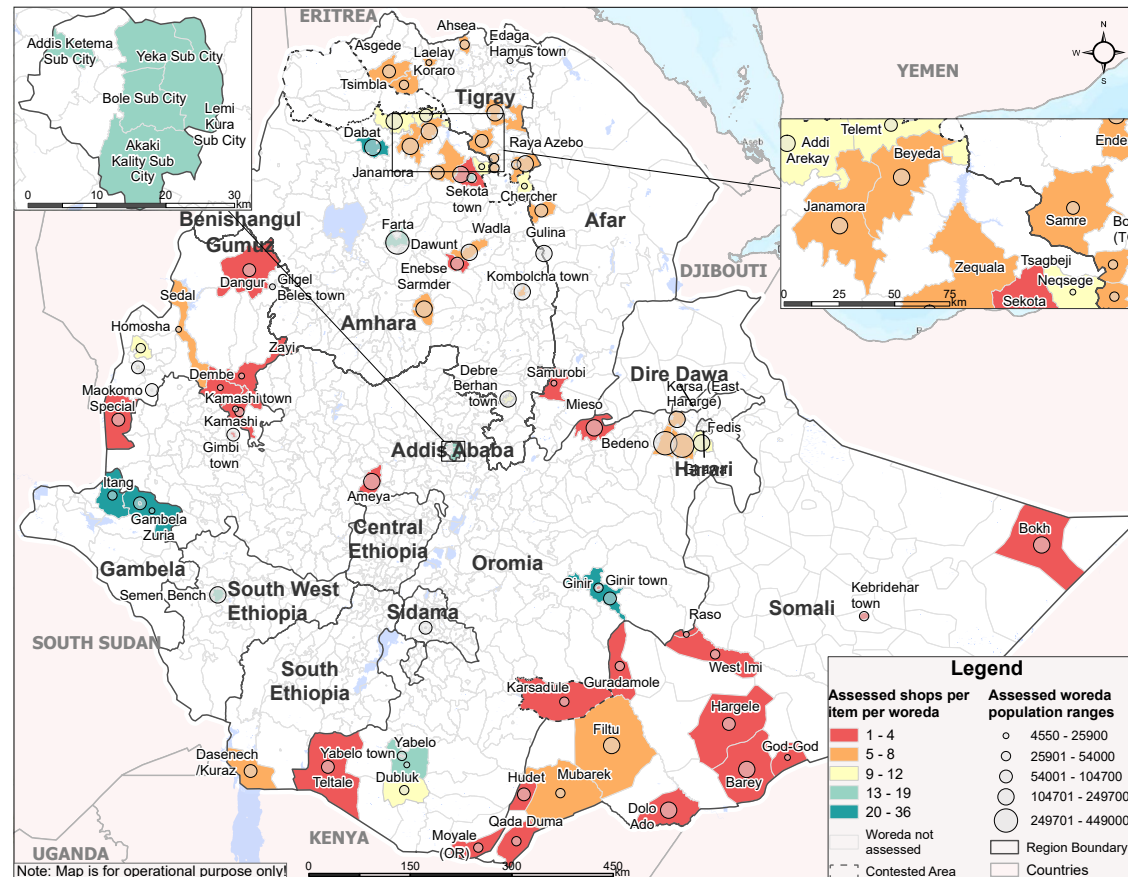 ERITREA
YEMEN
DJIBOUTI
SOUTH SUDAN
UGANDA
KENYA
N
W
E
S
Aseb
Addis Ketema
Sub City
Yeka Sub City
Bole Sub City
Lemi
Kura
Sub City
Akaki
Kality Sub
City
0 10 20 30
km
Ahsea
Asgede
Laelay
Koraro
Edaga
Hamus town
Tsimbla
Tigray
Dabat
Raya Azebo
Janamora
Sekota
town
Chercher
Afar
Gulina
Farta
Wadla
Dawunt
Enebse
Sarmder
Kombolcha town
Amhara
Benishangul
Gumuz
Dangur
Gilgel
Beles town
Sedal
Homosha
Zayi
Dembe
Maokomo
Special
Kamashi town
Kamashi
Gimbi
town
Debre
Berhan
town
Samurobi
Dire Dawa
Kersa (East
Hararge)
Mieso
Fedis
Bedeno
Harari
Addis Ababa
Ameya
Itang
Gambela
Zuria
Gambela
Central
Ethiopia
Oromia
Semen Bench
South West
Ethiopia
Sidama
South
Ethiopia
Ginir
Ginir town
Somali
Bokh
Kebridehar
town
Raso
West Imi
Guradamole
Karsadule
Filtu
Hargele
God-God
Barey
Dolo
Ado
Mubarek
Hudet
Qada Duma
Moyale
(OR)
Yabelo
Yabelo town
Dubluk
Teltale
Dasenech
/Kuraz
Telemt
Addi
Arekay
Beyeda
Janamora
Samre
Zequala
Tsagbeji
Neqsege
Sekota
0 25 50 75
km
Legend
Assessed shops per
item per woreda
1 - 4
5 - 8
9 - 12
13 - 19
20 - 36
Woreda not
assessed
Contested Area
Assessed woreda
population ranges
4550 - 25900
25901 - 54000
54001 - 104700
104701 - 249700
249701 - 449000
Region Boundary
Countries
Note: Map is for operational purpose only!
0 150 300 450
km